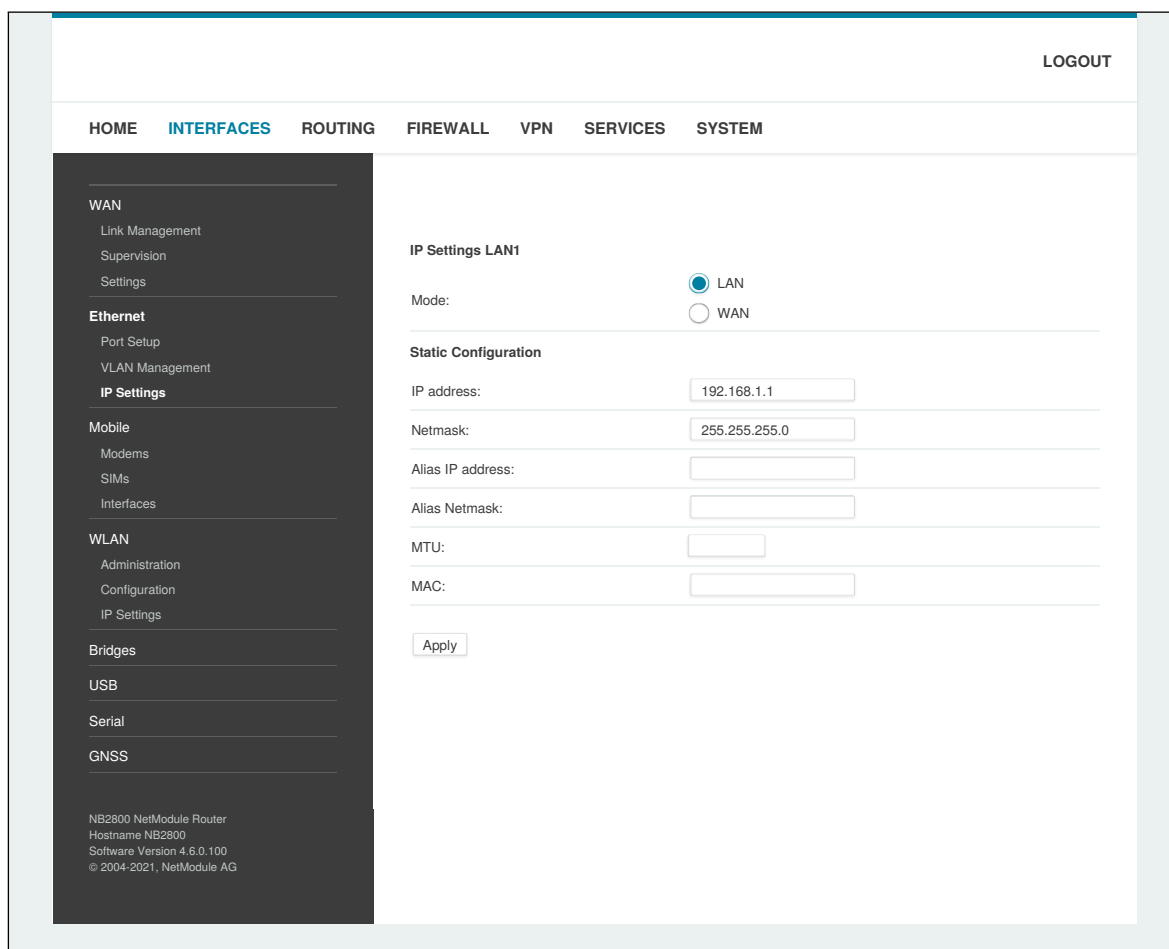 LOGOUT
HOME INTERFACES ROUTING FIREWALL VPN SERVICES SYSTEM
WAN
Link Management
Supervision
Settings
Ethernet
Port Setup
VLAN Management
IP Settings
Mobile
Modems
SIMs
Interfaces
WLAN
Administration
Configuration
IP Settings
Bridges
USB
Serial
GNSS
NB2800 NetModule Router
Hostname NB2800
Software Version 4.6.0.100
© 2004-2021, NetModule AG
IP Settings LAN1
Mode:
LAN
WAN
Static Configuration
IP address: 192.168.1.1
Netmask: 255.255.255.0
Alias IP address:
Alias Netmask:
MTU:
MAC:
Apply